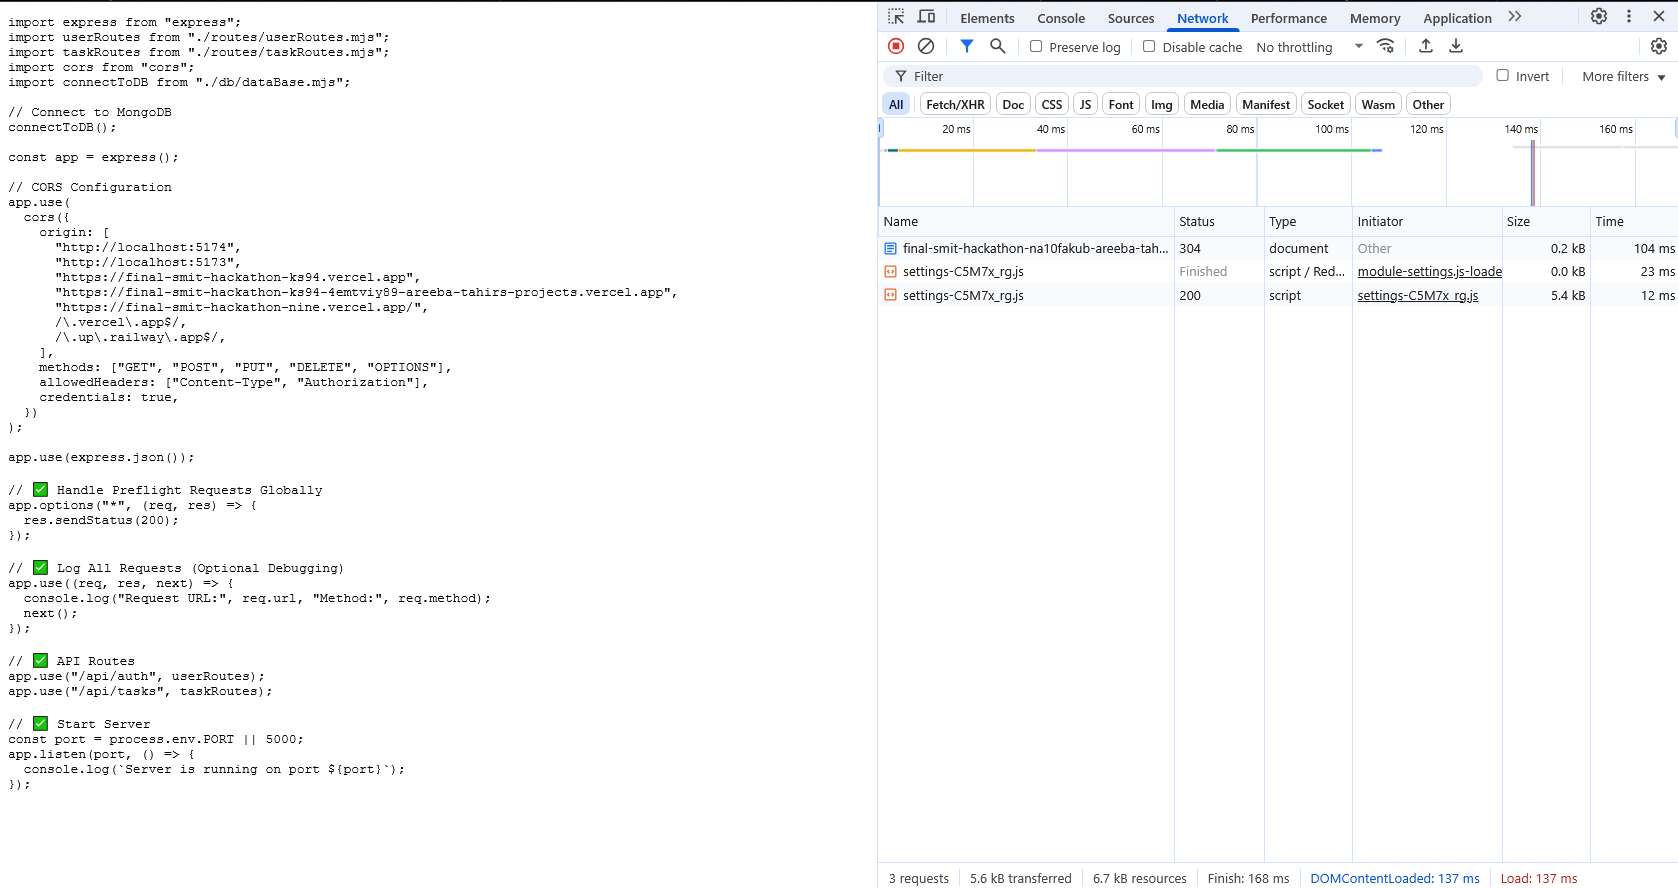 import express from "express";
import userRoutes from "./routes/userRoutes.mjs";
import taskRoutes from "./routes/taskRoutes.mjs";
import cors from "cors";
import connectToDB from "./db/dataBase.mjs";
// Connect to MongoDB
connectToDB();
const app = express();
// CORS Configuration
app.use(
  cors({
    origin: [
      "http://localhost:5174",
      "http://localhost:5173",
      "https://final-smit-hackathon-ks94.vercel.app",
      "https://final-smit-hackathon-ks94-4emtviy89-areeba-tahirs-projects.vercel.app",
      "https://final-smit-hackathon-nine.vercel.app/",
      /\.vercel\.app$/,
      /\.up\.railway\.app$/,
    ],
    methods: ["GET", "POST", "PUT", "DELETE", "OPTIONS"],
    allowedHeaders: ["Content-Type", "Authorization"],
    credentials: true,
  })
);
app.use(express.json());
// ✅ Handle Preflight Requests Globally
app.options("*", (req, res) => {
  res.sendStatus(200);
});
// ✅ Log All Requests (Optional Debugging)
app.use((req, res, next) => {
  console.log("Request URL:", req.url, "Method:", req.method);
  next();
});
// ✅ API Routes
app.use("/api/auth", userRoutes);
app.use("/api/tasks", taskRoutes);
// ✅ Start Server
const port = process.env.PORT || 5000;
app.listen(port, () => {
  console.log(`Server is running on port ${port}`);
});
Elements Console Sources Network Performance Memory Application
Preserve log Disable cache No throttling
Filter Invert More filters
All Fetch/XHR Doc CSS JS Font Img Media Manifest Socket Wasm Other
20 ms 40 ms 60 ms 80 ms 100 ms 120 ms 140 ms 160 ms
Name Status Type Initiator Size Time
final-smit-hackathon-na10fakub-areeba-tah... 304 document Other 0.2 kB 104 ms
settings-C5M7x_rg.js Finished script / Red... module-settings.js-loade 0.0 kB 23 ms
settings-C5M7x_rg.js 200 script settings-C5M7x_rg.js 5.4 kB 12 ms
3 requests 5.6 kB transferred 6.7 kB resources Finish: 168 ms DOMContentLoaded: 137 ms Load: 137 ms